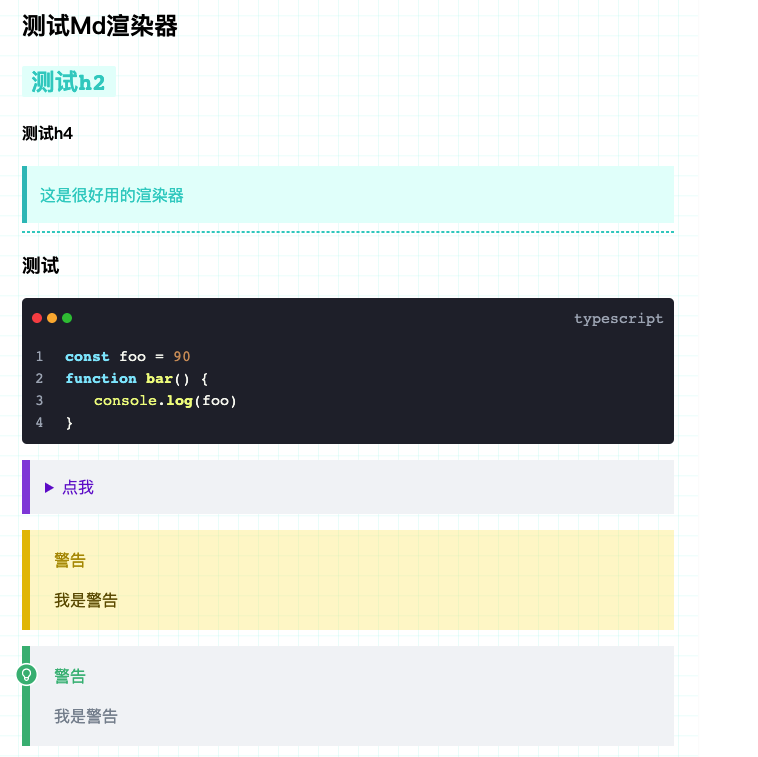 测试Md渲染器
测试h2
测试h4
这是很好用的渲染器
测试
typescript
1 const foo = 90
2 function bar() {
3 console.log(foo)
4 }
点我
警告
我是警告
警告
我是警告